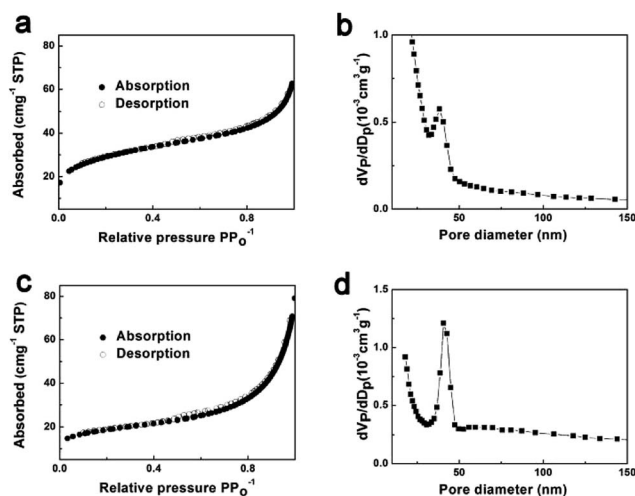 a
Absorbed (cmg⁻¹ STP)
80
60
40
20
Absorption
Desorption
0.0
0.4
0.8
Relative pressure PPo⁻¹
b
dVp/dDp(10⁻³cm³g⁻¹)
1.0
0.5
0.0
50
100
150
Pore diameter (nm)
c
Absorbed (cmg⁻¹ STP)
80
60
40
20
0
Absorption
Desorption
0.0
0.4
0.8
Relative pressure PPo⁻¹
d
dVp/dDp(10⁻³cm³g⁻¹)
1.5
1.0
0.5
0.0
50
100
150
Pore diameter (nm)